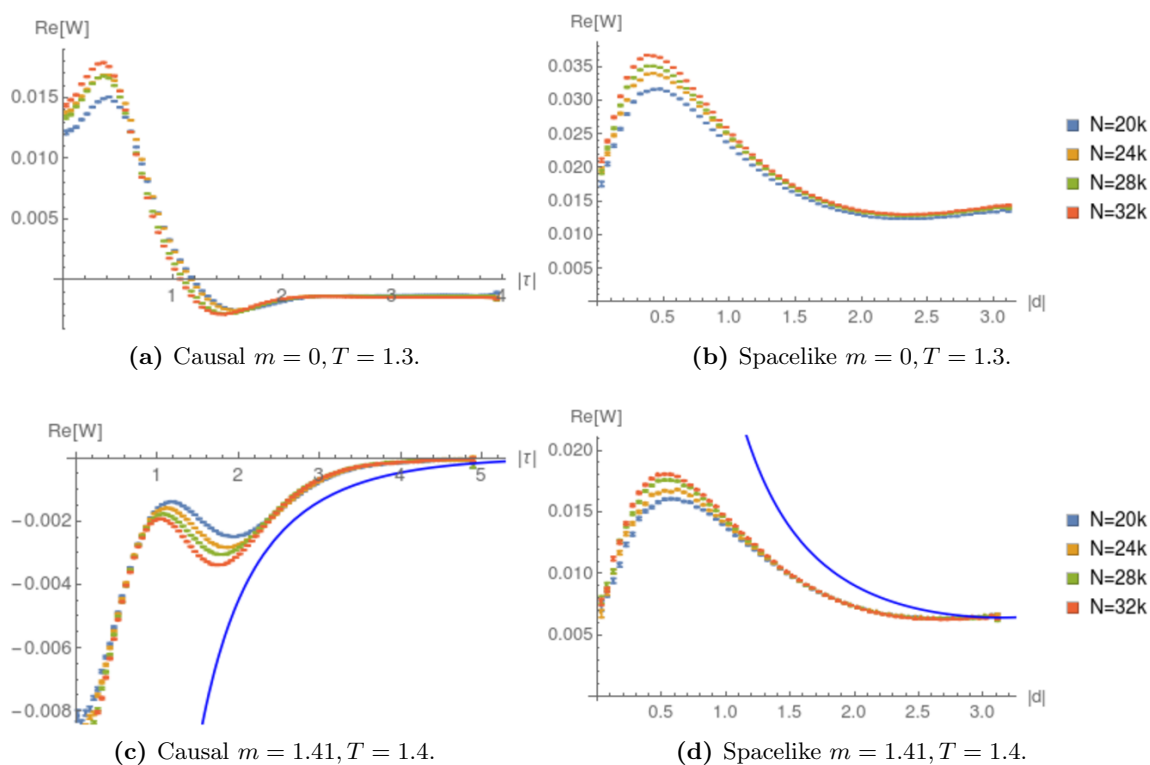 Re[W]
0.015
0.010
0.005
1 2 3 4
|τ|
(a) Causal m = 0, T = 1.3.
Re[W]
0.035
0.030
0.025
0.020
0.015
0.010
0.005
0.5 1.0 1.5 2.0 2.5 3.0
|d|
N=20k
N=24k
N=28k
N=32k
(b) Spacelike m = 0, T = 1.3.
Re[W]
1 2 3 4 5
|τ|
−0.002
−0.004
−0.006
−0.008
(c) Causal m = 1.41, T = 1.4.
Re[W]
0.020
0.015
0.010
0.005
0.5 1.0 1.5 2.0 2.5 3.0
|d|
N=20k
N=24k
N=28k
N=32k
(d) Spacelike m = 1.41, T = 1.4.